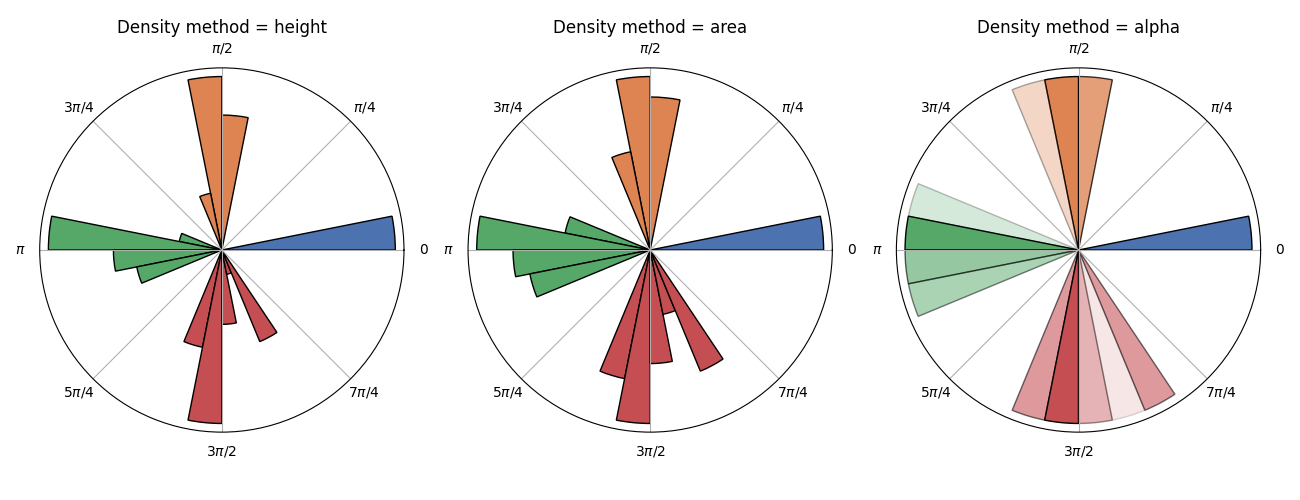 Density method = height
π/2
3π/4
π/4
π
0
5π/4
7π/4
3π/2
Density method = area
π/2
3π/4
π/4
π
0
5π/4
7π/4
3π/2
Density method = alpha
π/2
3π/4
π/4
π
0
5π/4
7π/4
3π/2